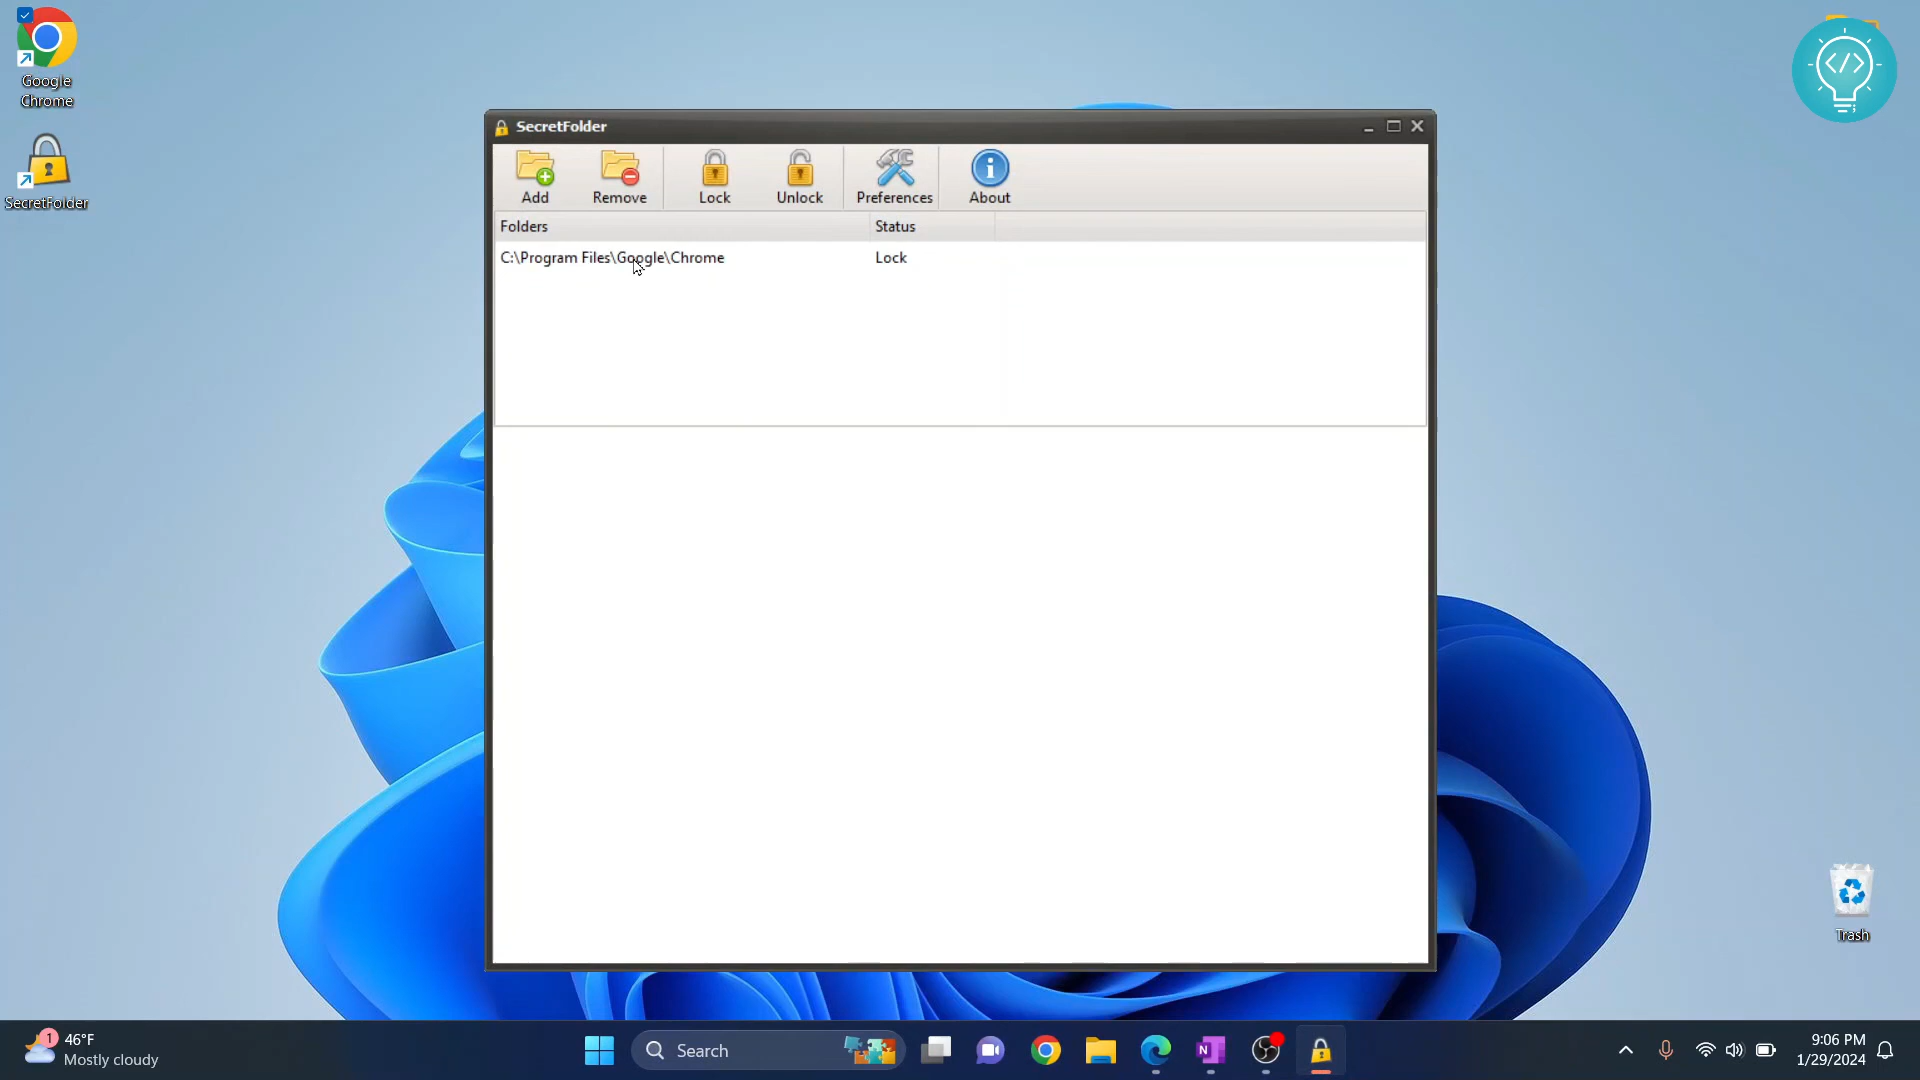 Google
Chrome
SecretFolder
SecretFolder
Add
Remove
Lock
Unlock
Preferences
About
Folders
Status
C:\Program Files\Google\Chrome
Lock
</>
Trash
1
46°F
Mostly cloudy
Search
N
9:06 PM
1/29/2024